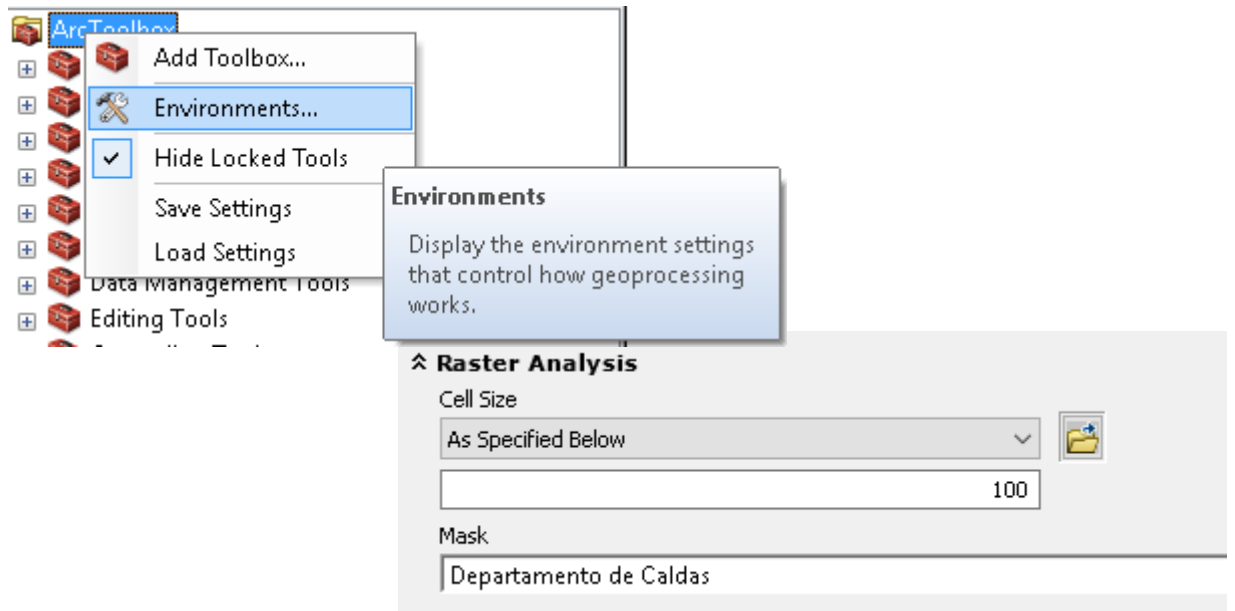 ArcToolbox
Add Toolbox...
Environments...
Hide Locked Tools
Save Settings
Load Settings
Environments
Display the environment settings
that control how geoprocessing
works.
Data Management Tools
Editing Tools
Raster Analysis
Cell Size
As Specified Below
100
Mask
Departamento de Caldas